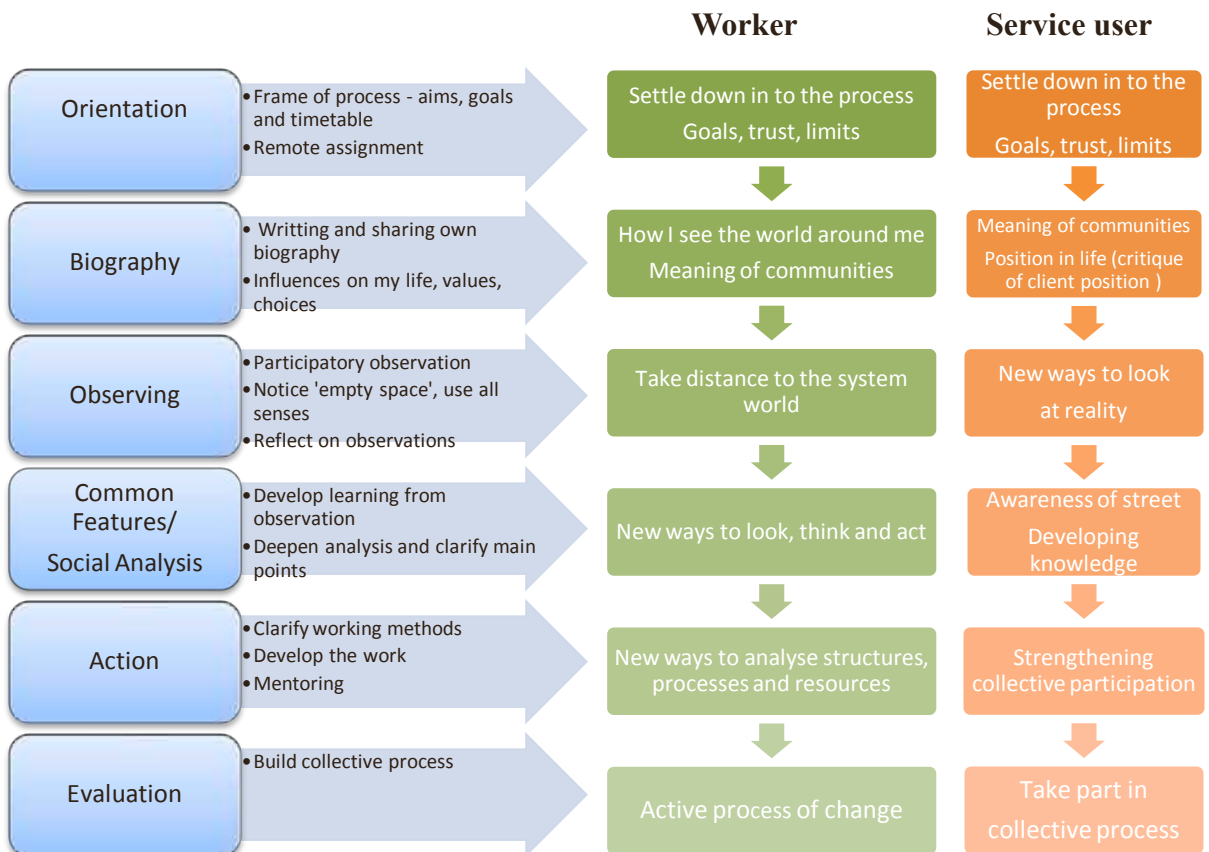 Worker
Service user
Orientation
•Frame of process - aims, goals
and timetable
•Remote assignment
Settle down in to the process
Goals, trust, limits
Settle down in to the
process
Goals, trust, limits
Biography
• Writting and sharing own
biography
•Influences on my life, values,
choices
How I see the world around me
Meaning of communities
Meaning of communities
Position in life (critique
of client position )
Observing
•Participatory observation
•Notice 'empty space', use all
senses
•Reflect on observations
Take distance to the system
world
New ways to look
at reality
Common
Features/
Social Analysis
•Develop learning from
observation
•Deepen analysis and clarify main
points
New ways to look, think and act
Awareness of street
Developing
knowledge
Action
•Clarify working methods
•Develop the work
•Mentoring
New ways to analyse structures,
processes and resources
Strengthening
collective participation
Evaluation
•Build collective process
Active process of change
Take part in
collective process